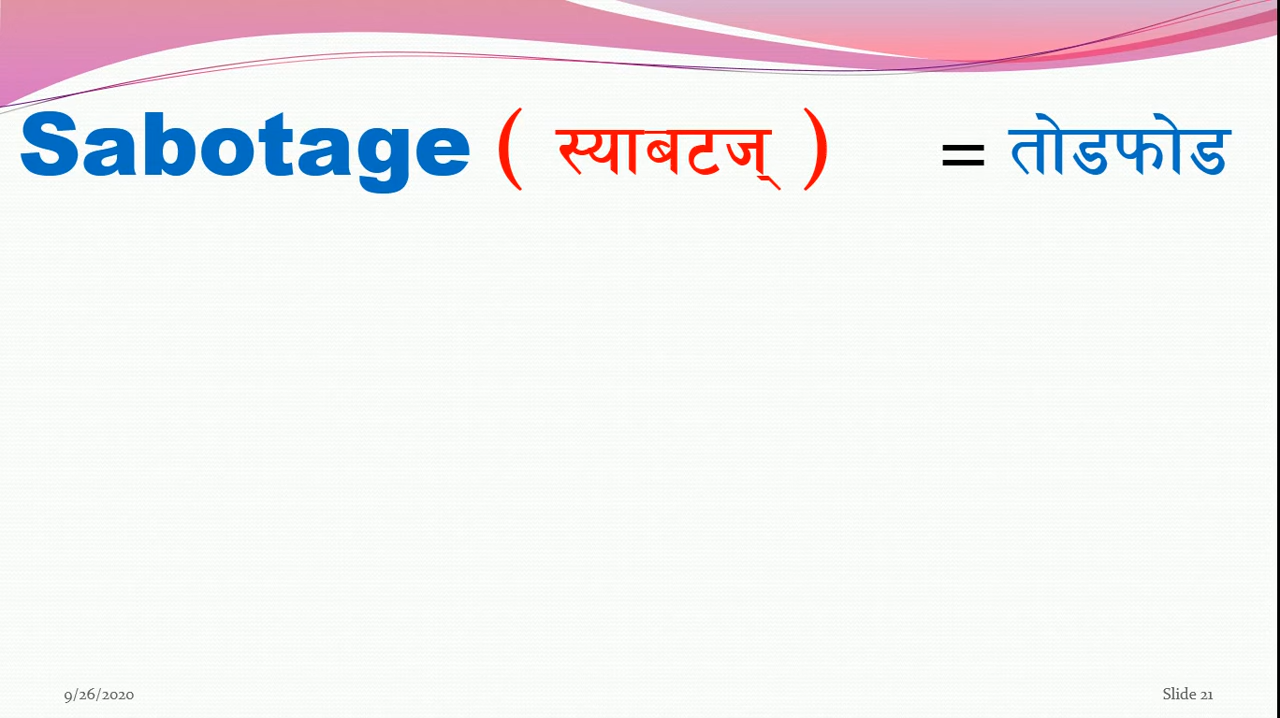 Sabotage ( स्याबटज् ) = तोडफोड
9/26/2020 Slide 21